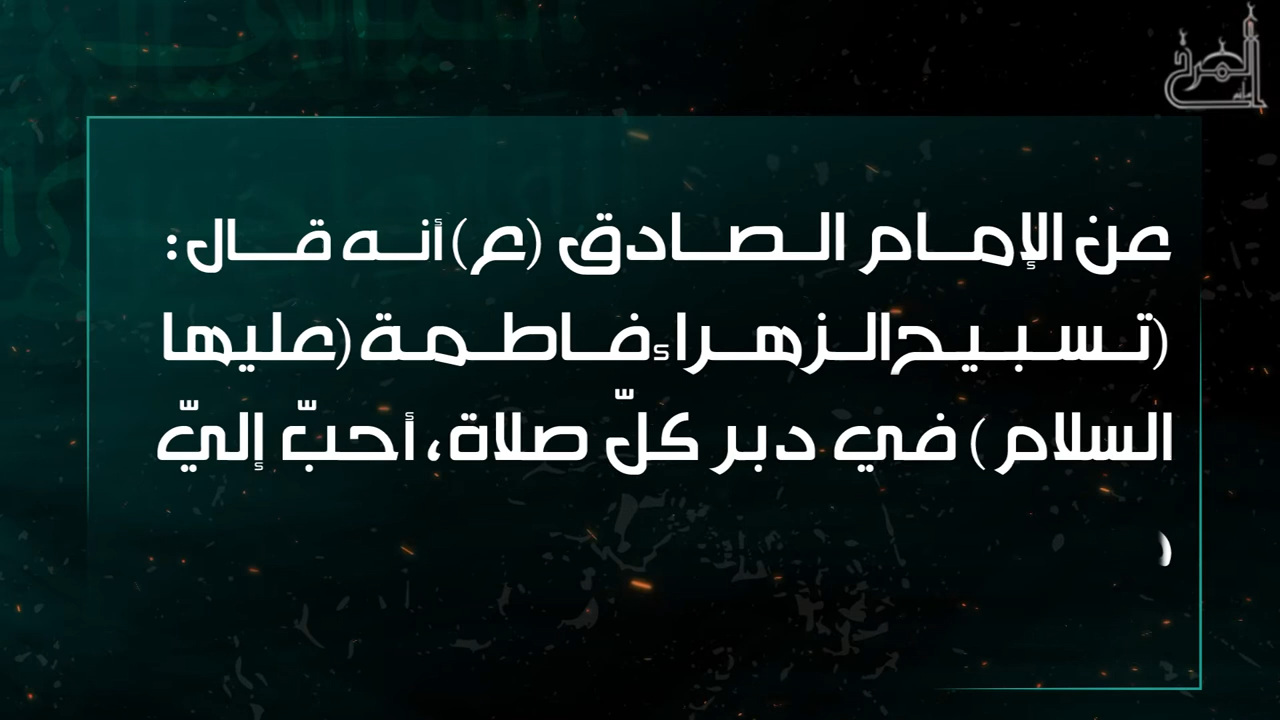 عن الإمام الصادق (ع) أنه قال:
(تسبيح الزهراء فاطمة (عليها
السلام) في دبر كلّ صلاة، أحبّ إليّ